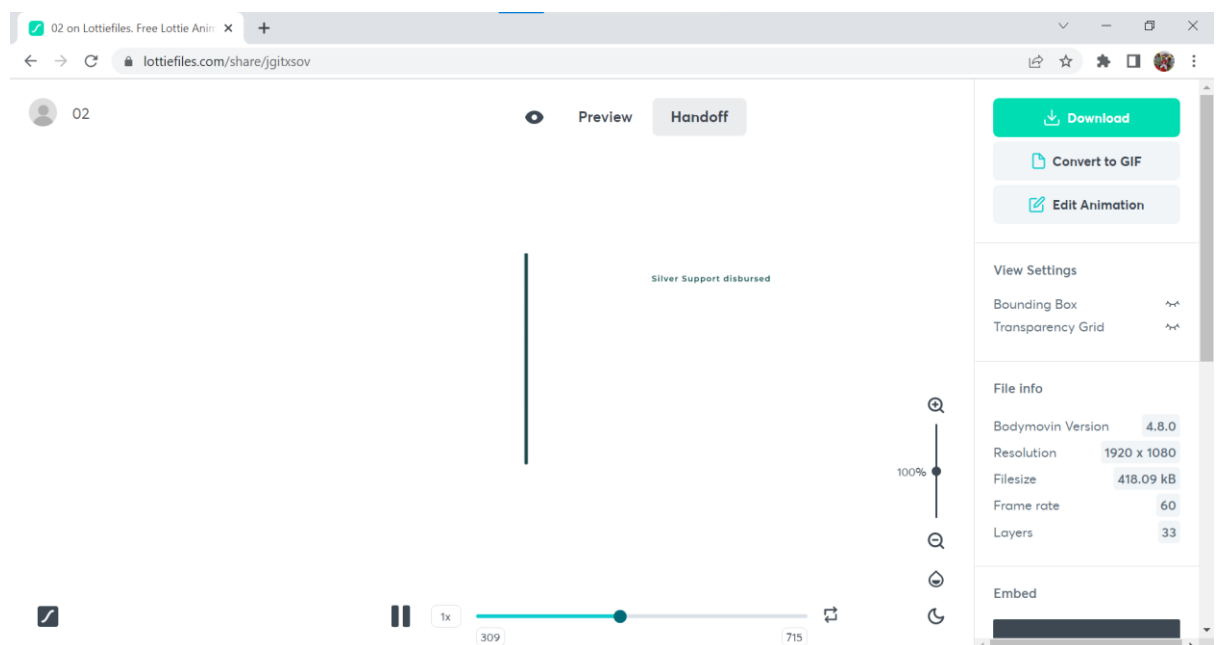 02 on Lottiefiles. Free Lottie Anim
lottiefiles.com/share/jgitxsov
02
Preview
Handoff
Download
Convert to GIF
Edit Animation
Silver Support disbursed
View Settings
Bounding Box
Transparency Grid
File info
Bodymovin Version 4.8.0
Resolution 1920 x 1080
Filesize 418.09 kB
Frame rate 60
Layers 33
100%
Embed
1x
309
715